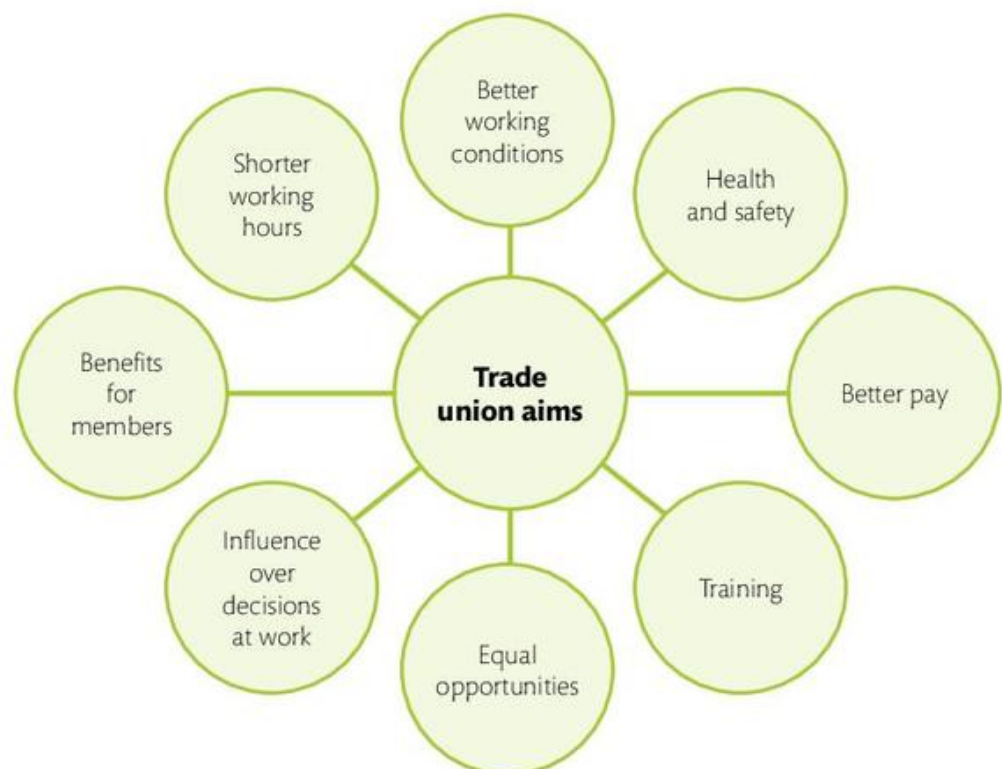 Better
working
conditions
Health
and safety
Better pay
Training
Equal
opportunities
Influence
over
decisions
at work
Benefits
for
members
Shorter
working
hours
Trade
union aims